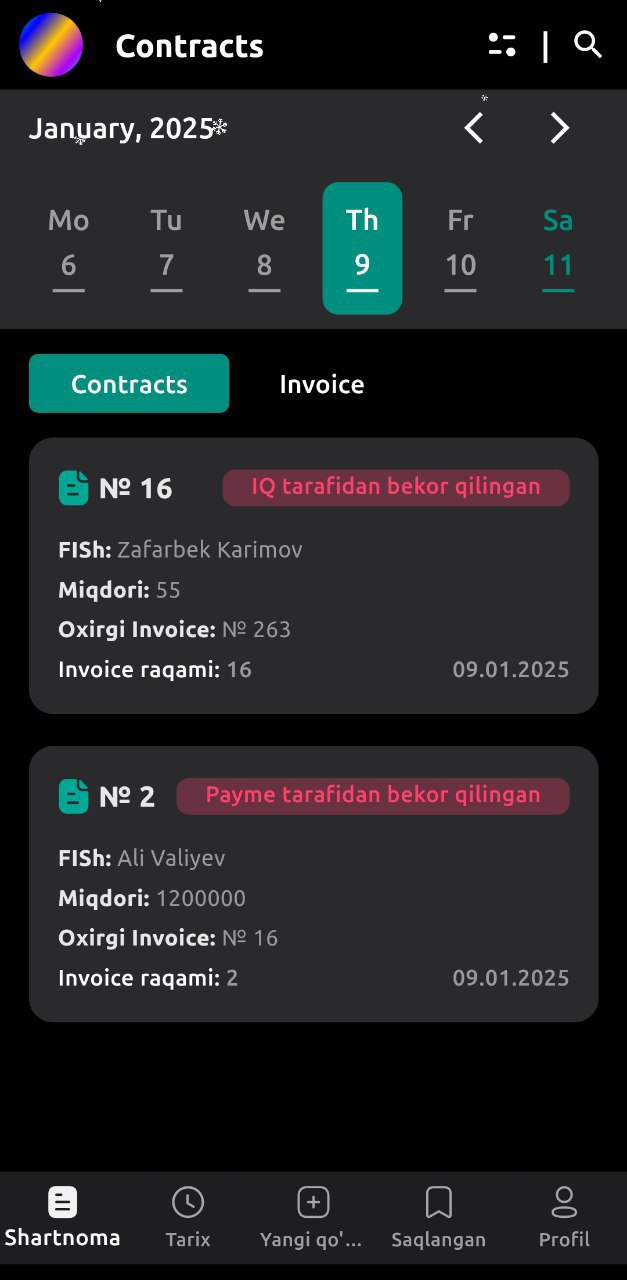 Contracts
January, 2025
Mo Tu We Th Fr Sa
6 7 8 9 10 11
Contracts Invoice
№ 16 IQ tarafidan bekor qilingan
FISh: Zafarbek Karimov
Miqdori: 55
Oxirgi Invoice: № 263
Invoice raqami: 16 09.01.2025
№ 2 Payme tarafidan bekor qilingan
FISh: Ali Valiyev
Miqdori: 1200000
Oxirgi Invoice: № 16
Invoice raqami: 2 09.01.2025
Shartnoma Tarix Yangi qo'... Saqlangan Profil